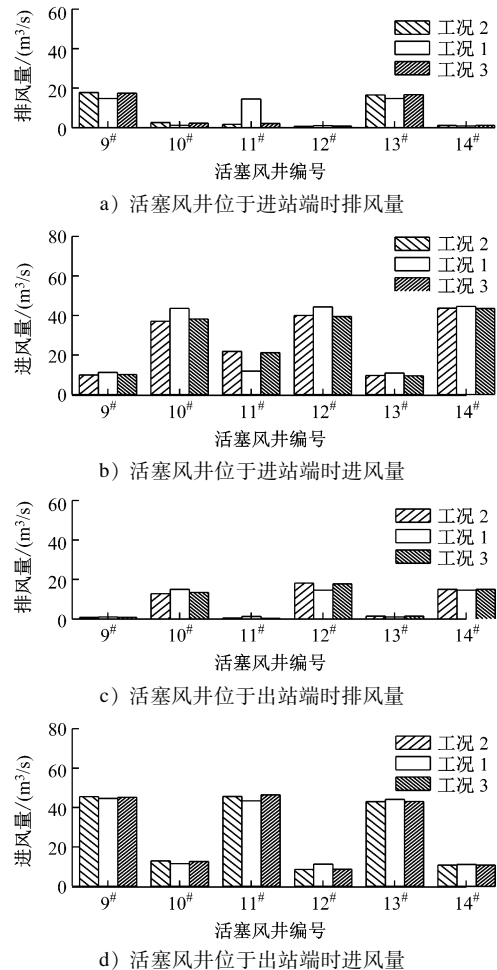 60
40
20
0
排风量/(m³/s)
工况 2
工况 1
工况 3
9# 10# 11# 12# 13# 14#
活塞风井编号
a）活塞风井位于进站端时排风量
80
60
40
20
0
进风量/(m³/s)
工况 2
工况 1
工况 3
9# 10# 11# 12# 13# 14#
活塞风井编号
b）活塞风井位于进站端时进风量
60
40
20
0
排风量/(m³/s)
工况 2
工况 1
工况 3
9# 10# 11# 12# 13# 14#
活塞风井编号
c）活塞风井位于出站端时排风量
80
60
40
20
0
进风量/(m³/s)
工况 2
工况 1
工况 3
9# 10# 11# 12# 13# 14#
活塞风井编号
d）活塞风井位于出站端时进风量